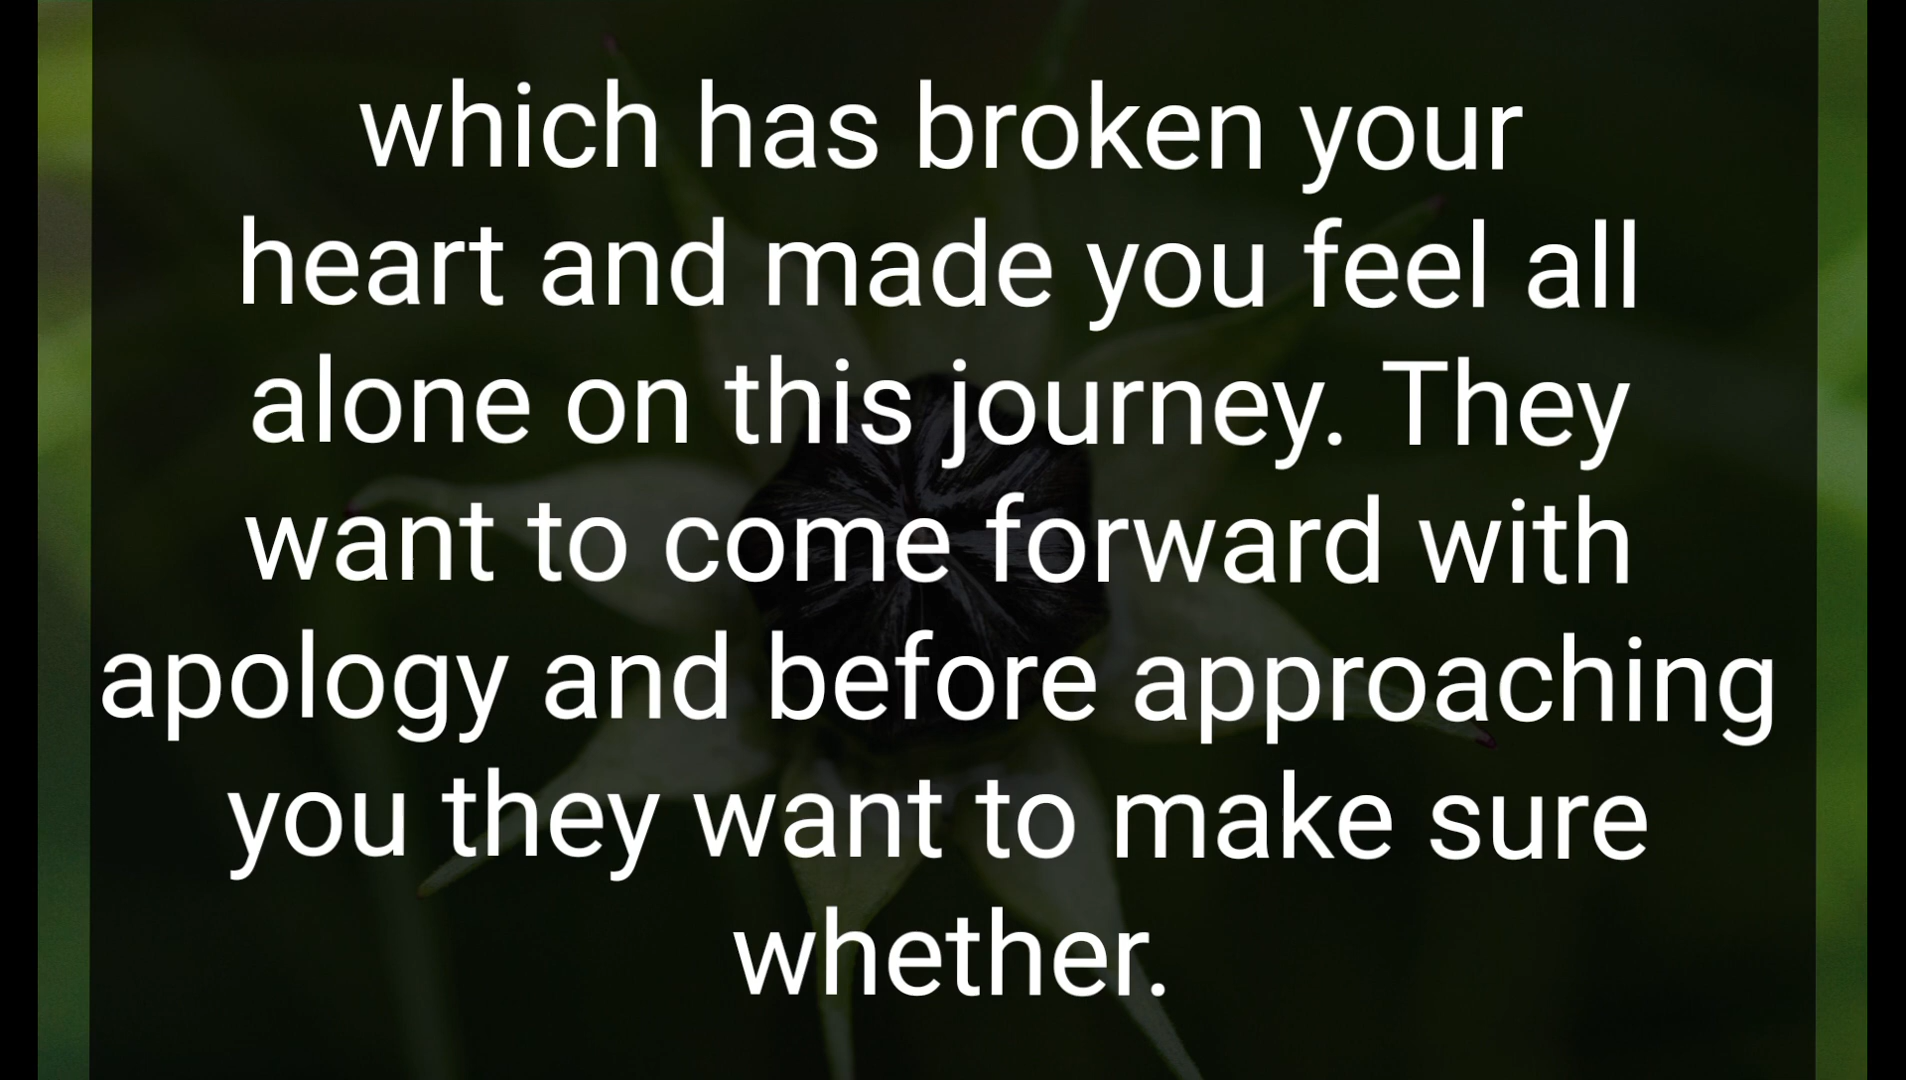 which has broken your
heart and made you feel all
alone on this journey. They
want to come forward with
apology and before approaching
you they want to make sure
whether.